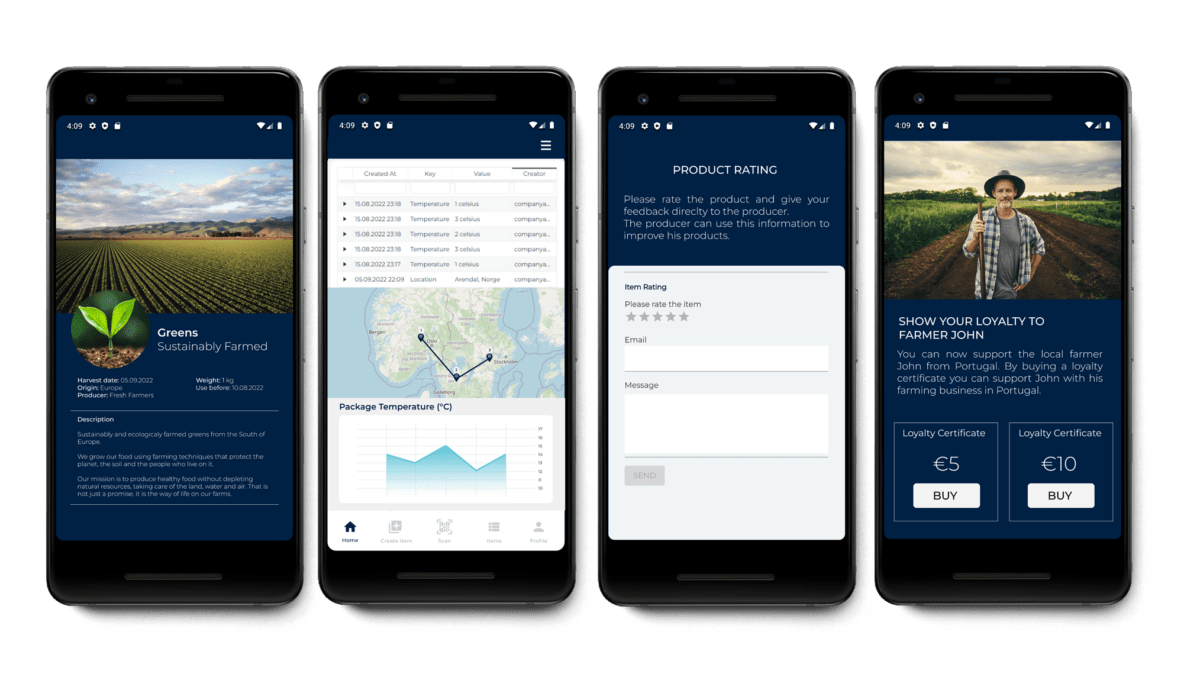 4:09
Greens
Sustainably Farmed
Harvest date: 05.09.2022
Weight: 1 kg
Origin: Europe
Use before: 10.08.2022
Producer: Fresh Farmers
Description
Sustainably and ecologicaly farmed greens from the South of
Europe.
We grow our food using farming techniques that protect the
planet, the soil and the people who live on it.
Our mission is to produce healthy food without depleting
natural resources, taking care of the land, water and air. That is
not just a promise, it is the way of life on our farms.
4:09
Created At Key Value Creator
15.08.2022 23:18 Temperature 1 celsius companya...
15.08.2022 23:18 Temperature 3 celsius companya...
15.08.2022 23:18 Temperature 2 celsius companya...
15.08.2022 23:18 Temperature 3 celsius companya...
15.08.2022 23:17 Temperature 1 celsius companya...
05.09.2022 22:09 Location Arendal, Norge companya...
Bergen
Oslo
Stockholm
Göteborg
Package Temperature (°C)
17
16
15
14
13
12
11
10
Home
Create item
Scan
Items
Profile
4:09
PRODUCT RATING
Please rate the product and give your
feedback direclty to the producer.
The producer can use this information to
improve his products.
Item Rating
Please rate the item
Email
Message
SEND
4:09
SHOW YOUR LOYALTY TO
FARMER JOHN
You can now support the local farmer
John from Portugal. By buying a loyalty
certificate you can support John with his
farming business in Portugal.
Loyalty Certificate
€5
BUY
Loyalty Certificate
€10
BUY